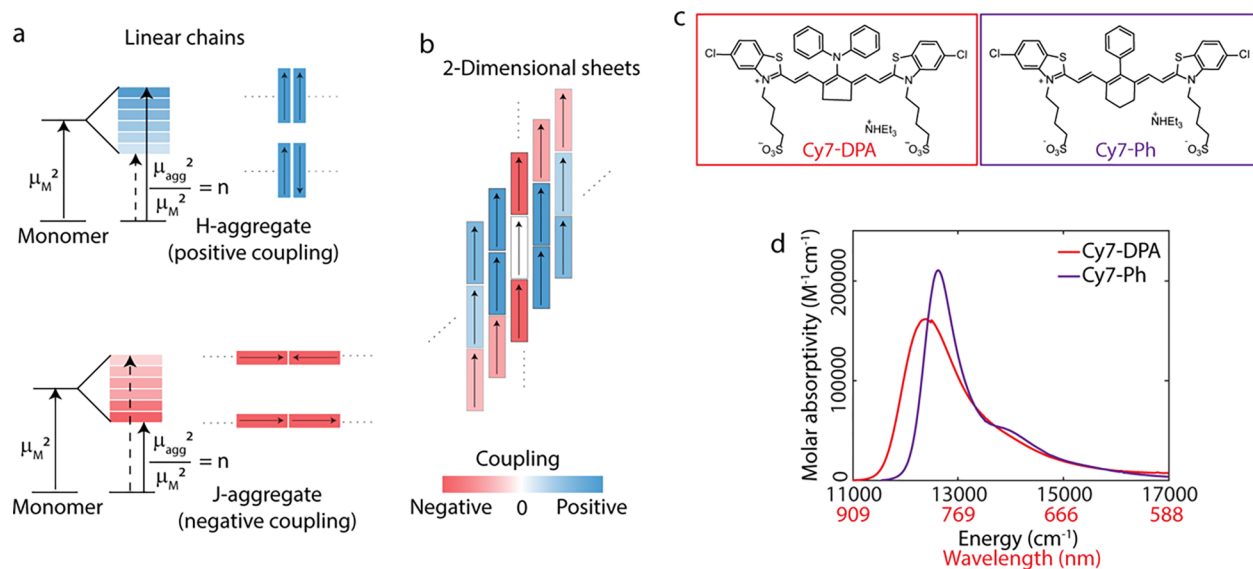 a
Linear chains
μM²
μagg²
μM²
= n
Monomer
H-aggregate
(positive coupling)
μM²
μagg²
μM²
= n
Monomer
J-aggregate
(negative coupling)
b
2-Dimensional sheets
Coupling
Negative 0 Positive
c
Cl S N+ N S N Cl
⁻O3S +NHEt3 ⁻O3S
Cy7-DPA
Cl S N+ S N Cl
⁻O3S +NHEt3 ⁻O3S
Cy7-Ph
d
Cy7-DPA
Cy7-Ph
Molar absorptivity (M⁻¹cm⁻¹)
200000
100000
0
11000 13000 15000 17000
909 769 666 588
Energy (cm⁻¹)
Wavelength (nm)